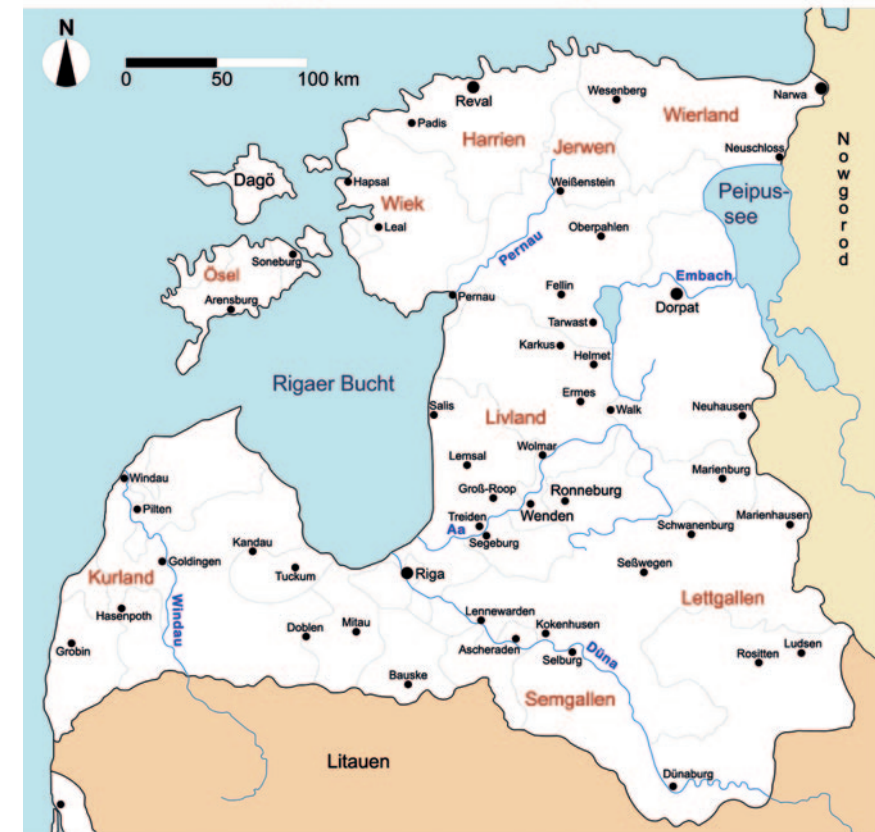 N
0 50 100 km
Reval
Wesenberg
Narwa
Padis
Harrien
Wierland
Jerwen
Neuschloss
Nowgorod
Dagö
Hapsal
Weißenstein
Peipus-
see
Wiek
Leal
Oberpahlen
Pernau
Soneburg
Ösel
Embach
Arensburg
Pernau
Fellin
Dorpat
Tarwast
Karkus
Helmet
Rigaer Bucht
Ermes
Salis
Walk
Neuhausen
Livland
Wolmar
Lemsal
Windau
Marienburg
Groß-Roop
Ronneburg
Pilten
Wenden
Treiden
Aa
Marienhausen
Segeburg
Schwanenburg
Kandau
Goldingen
Tuckum
Riga
Seßwegen
Kurland
Windau
Hasenpoth
Lettgallen
Lennewarden
Mitau
Doblen
Kokenhusen
Grobin
Ascheraden
Düna
Ludsen
Selburg
Rositten
Bauske
Semgallen
Litauen
Dünaburg